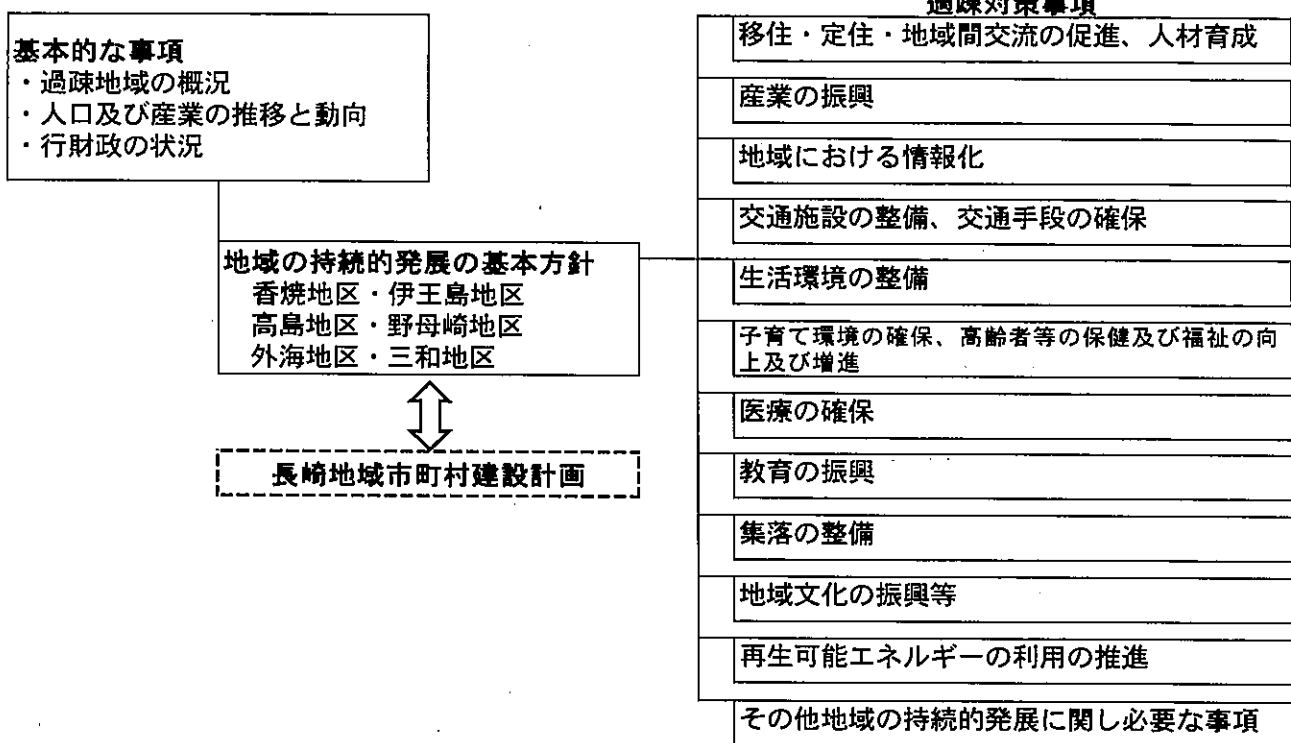 基本的な事項
・過疎地域の概況
・人口及び産業の推移と動向
・行財政の状況
地域の持続的発展の基本方針
香焼地区・伊王島地区
高島地区・野母崎地区
外海地区・三和地区
長崎地域市町村建設計画
過疎対策事項
移住・定住・地域間交流の促進、人材育成
産業の振興
地域における情報化
交通施設の整備、交通手段の確保
生活環境の整備
子育て環境の確保、高齢者等の保健及び福祉の向
上及び増進
医療の確保
教育の振興
集落の整備
地域文化の振興等
再生可能エネルギーの利用の推進
その他地域の持続的発展に関し必要な事項